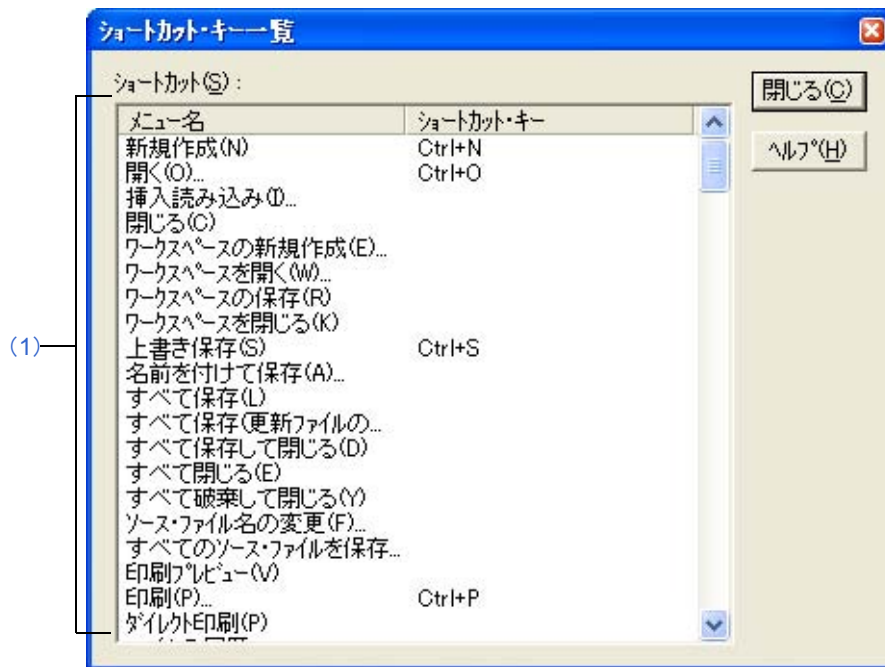 ショートカット・キー一覧
ショートカット(S):
閉じる(C)
ヘルプ(H)
メニュー名 ショートカット・キー
新規作成(N) Ctrl+N
開く(O)... Ctrl+O
挿入読み込み(I)...
閉じる(C)
ワークスペースの新規作成(E)...
ワークスペースを開く(W)...
ワークスペースの保存(R)
ワークスペースを閉じる(K)
(1)
上書き保存(S) Ctrl+S
名前を付けて保存(A)...
すべて保存(L)
すべて保存(更新ファイルの...
すべて保存して閉じる(D)
すべて閉じる(E)
すべて破棄して閉じる(Y)
ソース・ファイル名の変更(F)...
すべてのソース・ファイルを保存...
印刷プレビュー(V)
印刷(P)... Ctrl+P
ダイレクト印刷(P)